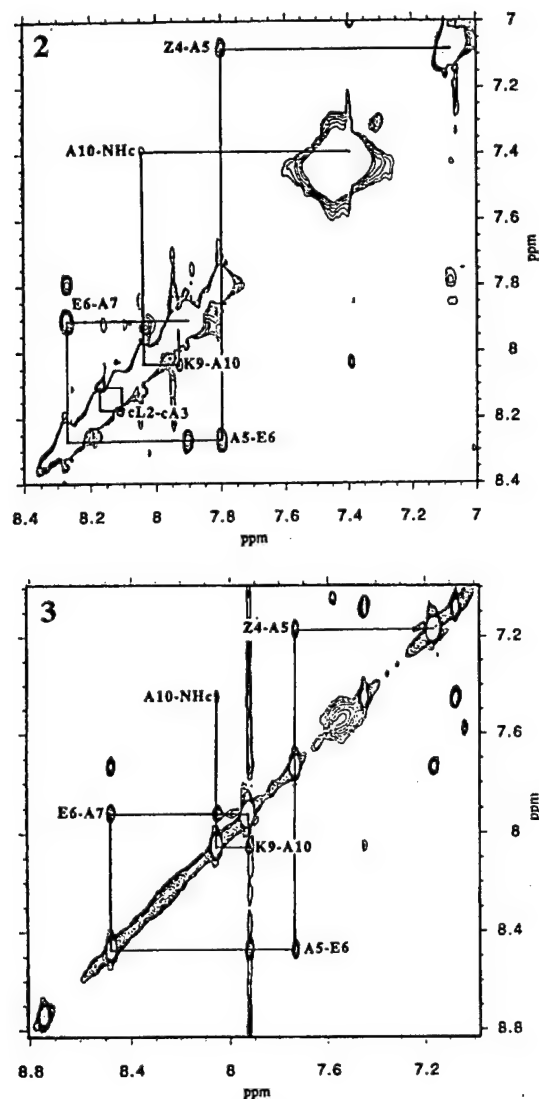 2
Z4-A5
A10-NHc
E6-A7
K9-A10
cL2-cA3
A5-E6
7
7.2
7.4
7.6
7.8
8
8.2
8.4
ppm
8.4 8.2 8 7.8 7.6 7.4 7.2 7
ppm
3
Z4-A5
A10-NHc
E6-A7
K9-A10
A5-E6
7.2
7.6
8
8.4
8.8
ppm
8.8 8.4 8 7.6 7.2
ppm